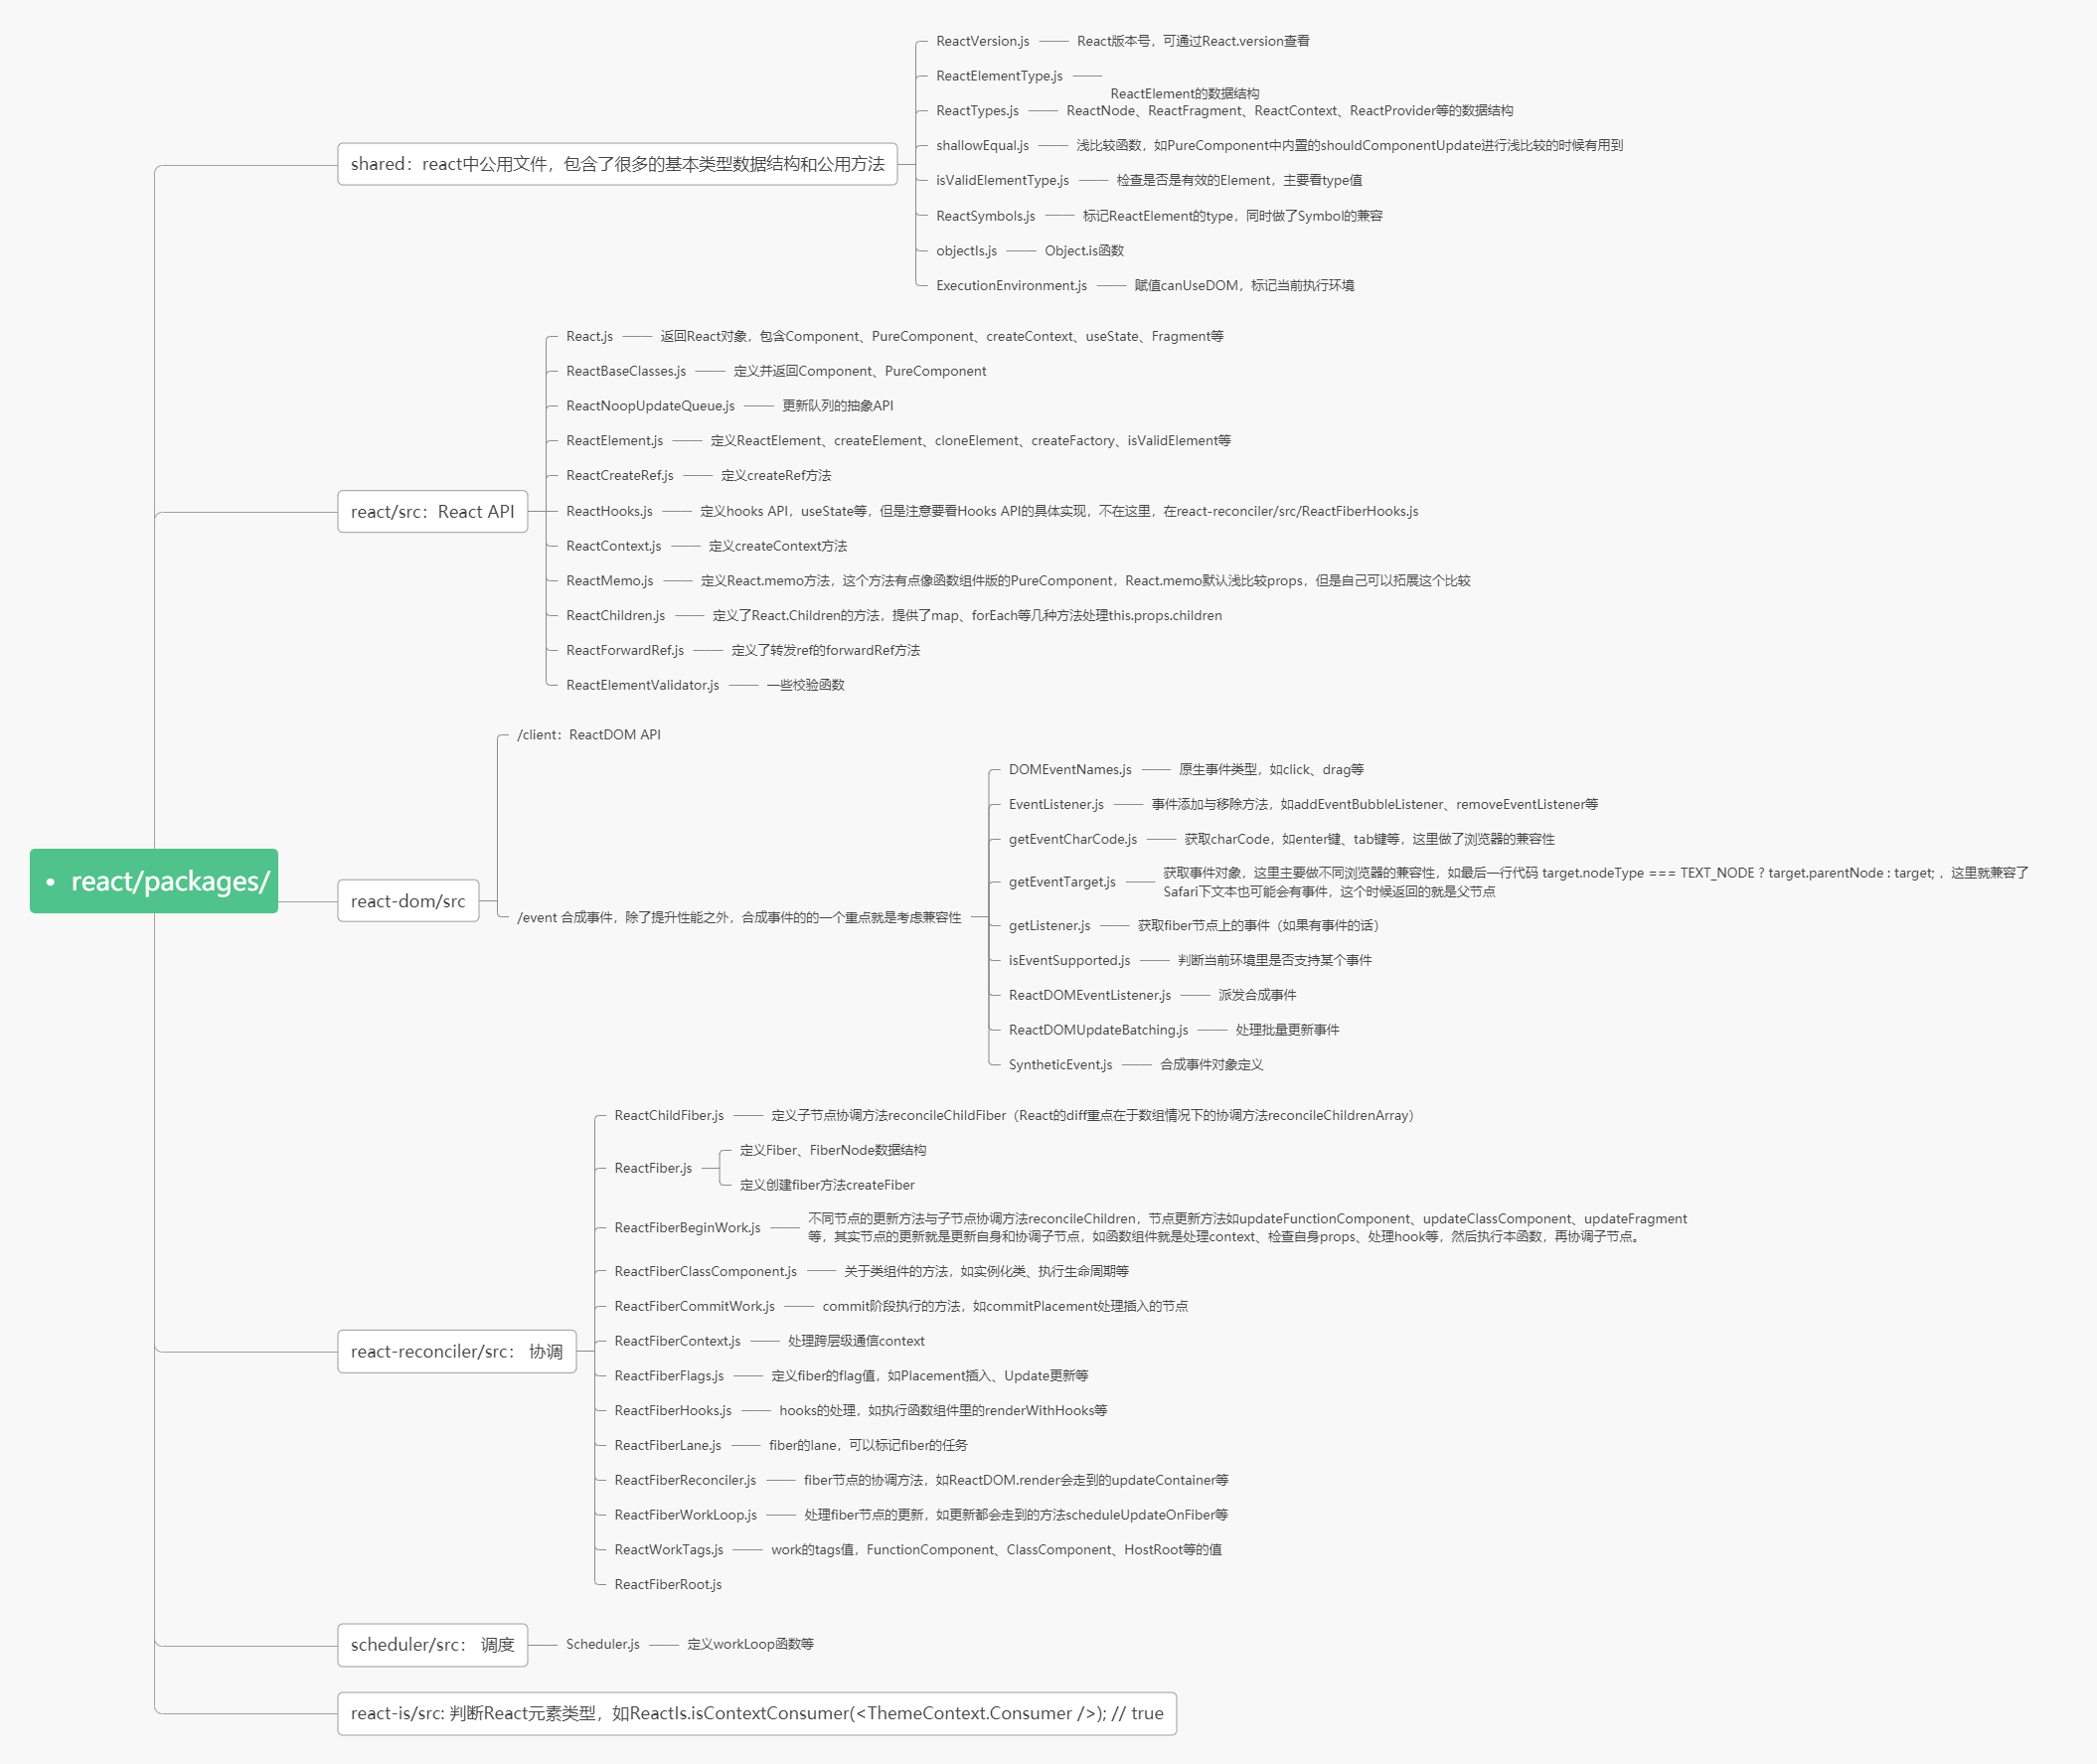 • react/packages/
shared：react中公用文件，包含了很多的基本类型数据结构和公用方法
ReactVersion.js
React版本号，可通过React.version查看
ReactElementType.js
ReactElement的数据结构
ReactTypes.js
ReactNode、ReactFragment、ReactContext、ReactProvider等的数据结构
shallowEqual.js
浅比较函数，如PureComponent中内置的shouldComponentUpdate进行浅比较的时候有用到
isValidElementType.js
检查是否是有效的Element，主要看type值
ReactSymbols.js
标记ReactElement的type，同时做了Symbol的兼容
objectIs.js
Object.is函数
ExecutionEnvironment.js
赋值canUseDOM，标记当前执行环境
react/src：React API
React.js
返回React对象，包含Component、PureComponent、createContext、useState、Fragment等
ReactBaseClasses.js
定义并返回Component、PureComponent
ReactNoopUpdateQueue.js
更新队列的抽象API
ReactElement.js
定义ReactElement、createElement、cloneElement、createFactory、isValidElement等
ReactCreateRef.js
定义createRef方法
ReactHooks.js
定义hooks API，useState等，但是注意要看Hooks API的具体实现，不在这里，在react-reconciler/src/ReactFiberHooks.js
ReactContext.js
定义createContext方法
ReactMemo.js
定义React.memo方法，这个方法有点像函数组件版的PureComponent，React.memo默认浅比较props，但是自己可以拓展这个比较
ReactChildren.js
定义了React.Children的方法，提供了map、forEach等几种方法处理this.props.children
ReactForwardRef.js
定义了转发ref的forwardRef方法
ReactElementValidator.js
一些校验函数
react-dom/src
/client：ReactDOM API
/event 合成事件，除了提升性能之外，合成事件的的一个重点就是考虑兼容性
DOMEventNames.js
原生事件类型，如click、drag等
EventListener.js
事件添加与移除方法，如addEventBubbleListener、removeEventListener等
getEventCharCode.js
获取charCode，如enter键、tab键等，这里做了浏览器的兼容性
getEventTarget.js
获取事件对象，这里主要做不同浏览器的兼容性，如最后一行代码 target.nodeType === TEXT_NODE ? target.parentNode : target; ，这里就兼容了
Safari下文本也可能会有事件，这个时候返回的就是父节点
getListener.js
获取fiber节点上的事件（如果有事件的话）
isEventSupported.js
判断当前环境里是否支持某个事件
ReactDOMEventListener.js
派发合成事件
ReactDOMUpdateBatching.js
处理批量更新事件
SyntheticEvent.js
合成事件对象定义
react-reconciler/src： 协调
ReactChildFiber.js
定义子节点协调方法reconcileChildFiber（React的diff重点在于数组情况下的协调方法reconcileChildrenArray）
ReactFiber.js
定义Fiber、FiberNode数据结构
定义创建fiber方法createFiber
ReactFiberBeginWork.js
不同节点的更新方法与子节点协调方法reconcileChildren，节点更新方法如updateFunctionComponent、updateClassComponent、updateFragment
等，其实节点的更新就是更新自身和协调子节点，如函数组件就是处理context、检查自身props、处理hook等，然后执行本函数，再协调子节点。
ReactFiberClassComponent.js
关于类组件的方法，如实例化类、执行生命周期等
ReactFiberCommitWork.js
commit阶段执行的方法，如commitPlacement处理插入的节点
ReactFiberContext.js
处理跨层级通信context
ReactFiberFlags.js
定义fiber的flag值，如Placement插入、Update更新等
ReactFiberHooks.js
hooks的处理，如执行函数组件里的renderWithHooks等
ReactFiberLane.js
fiber的lane，可以标记fiber的任务
ReactFiberReconciler.js
fiber节点的协调方法，如ReactDOM.render会走到的updateContainer等
ReactFiberWorkLoop.js
处理fiber节点的更新，如更新都会走到的方法scheduleUpdateOnFiber等
ReactWorkTags.js
work的tags值，FunctionComponent、ClassComponent、HostRoot等的值
ReactFiberRoot.js
scheduler/src： 调度
Scheduler.js
定义workLoop函数等
react-is/src: 判断React元素类型，如ReactIs.isContextConsumer(<ThemeContext.Consumer />); // true